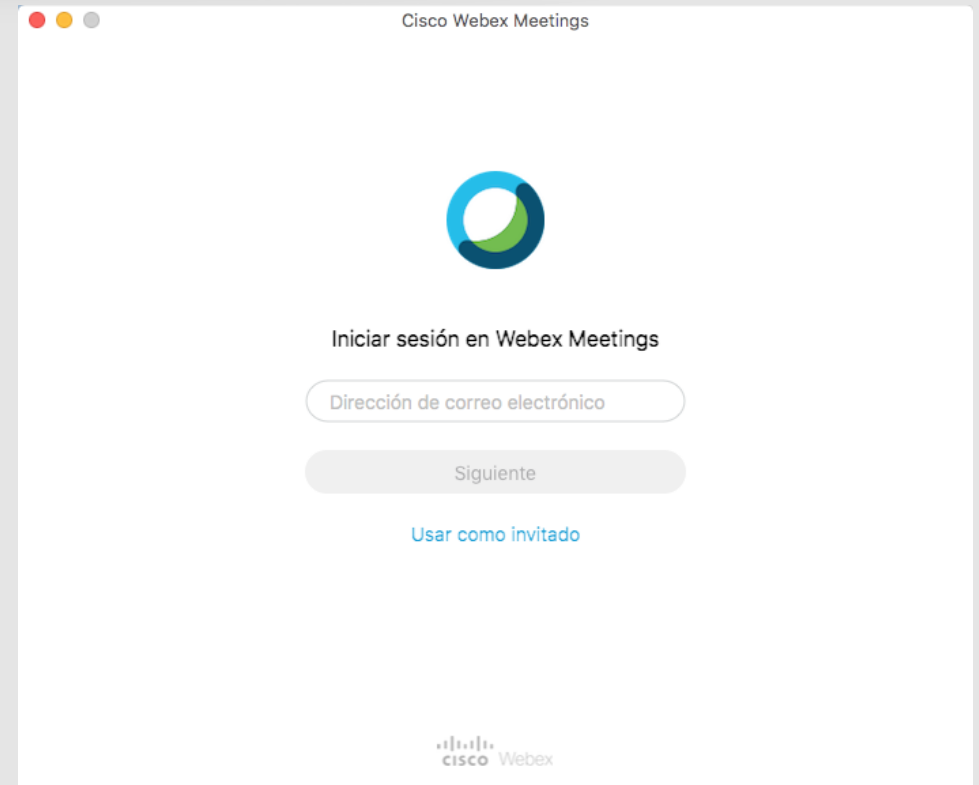 Cisco Webex Meetings
Iniciar sesión en Webex Meetings
Dirección de correo electrónico
Siguiente
Usar como invitado
CISCO Webex